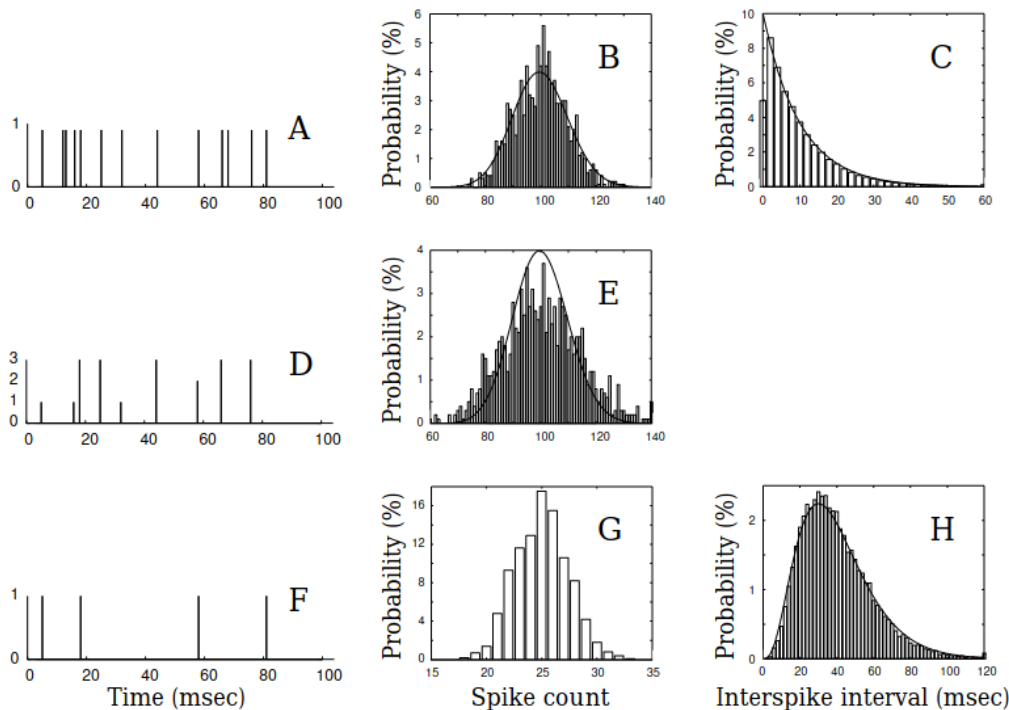 6
5
4
3
2
1
0
60 80 100 120 140
Probability (%)
B
10
8
6
4
2
0
0 10 20 30 40 50 60
Probability (%)
C
1
0
0 20 40 60 80 100
A
4
3
2
1
0
60 80 100 120 140
Probability (%)
E
3
2
1
0
0 20 40 60 80 100
D
16
12
8
4
0
15 20 25 30 35
Probability (%)
G
Spike count
2
1
0
0 20 40 60 80 100 120
Probability (%)
H
Interspike interval (msec)
1
0
0 20 40 60 80 100
F
Time (msec)